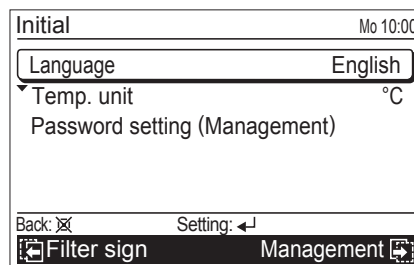 Initial Mo 10:00
Language English
Temp. unit °C
Password setting (Management)
Back: Setting:
Filter sign Management